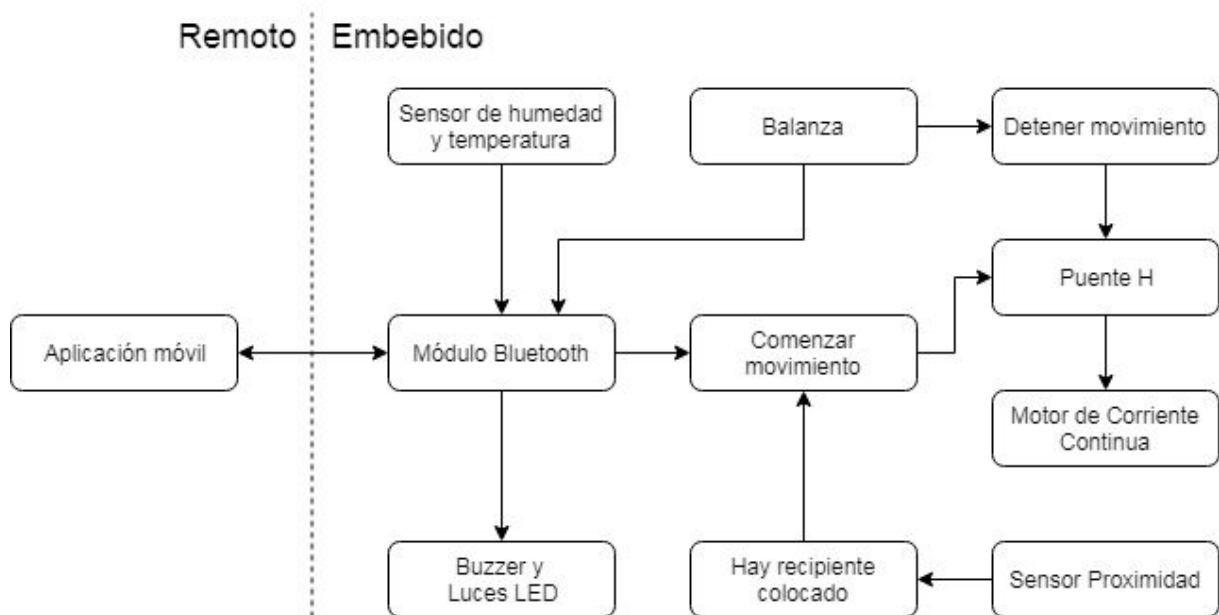 Remoto
Embebido
Sensor de humedad
y temperatura
Balanza
Detener movimiento
Puente H
Aplicación móvil
Módulo Bluetooth
Comenzar
movimiento
Motor de Corriente
Continua
Buzzer y
Luces LED
Hay recipiente
colocado
Sensor Proximidad